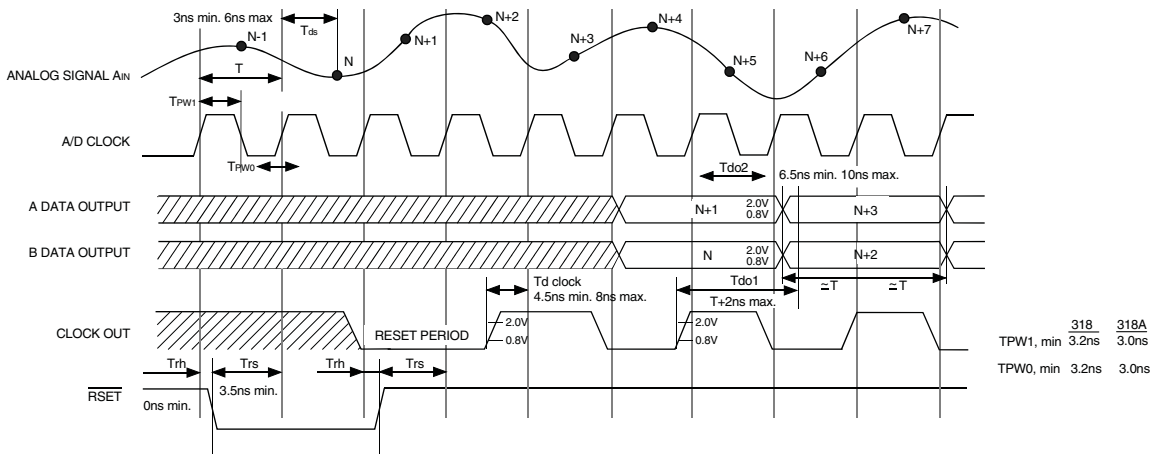 3ns min. 6ns max
Tds
N-1
N
N+1
N+2
N+3
N+4
N+5
N+6
N+7
ANALOG SIGNAL AIN
T
TPW1
A/D CLOCK
TPW0
Tdo2
6.5ns min. 10ns max.
A DATA OUTPUT
N+1
2.0V
0.8V
N+3
B DATA OUTPUT
N
2.0V
0.8V
N+2
Td clock
4.5ns min. 8ns max.
Tdo1
T+2ns max.
≃T
≃T
CLOCK OUT
RESET PERIOD
2.0V
0.8V
2.0V
0.8V
318 318A
TPW1, min 3.2ns 3.0ns
TPW0, min 3.2ns 3.0ns
Trh
Trs
Trh
Trs
RSET
0ns min.
3.5ns min.